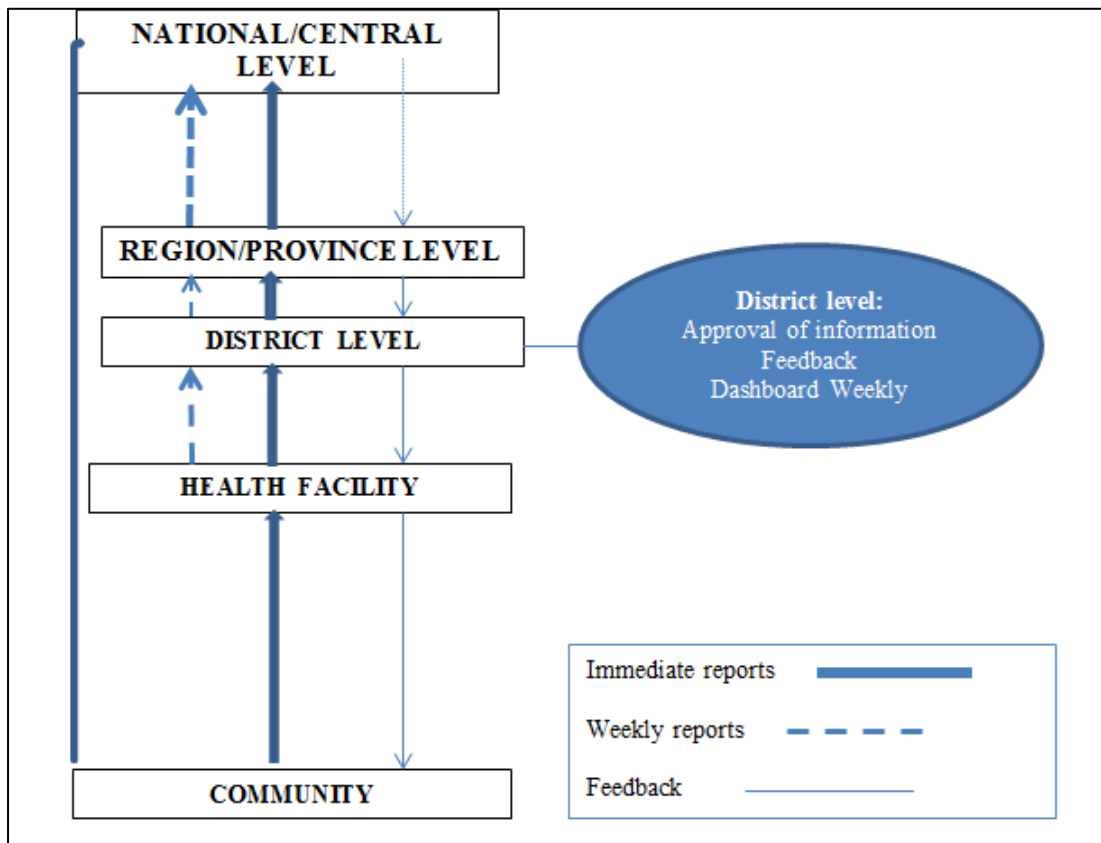 NATIONAL/CENTRAL
LEVEL
REGION/PROVINCE LEVEL
DISTRICT LEVEL
District level:
Approval of information
Feedback
Dashboard Weekly
HEALTH FACILITY
COMMUNITY
Immediate reports
Weekly reports
Feedback